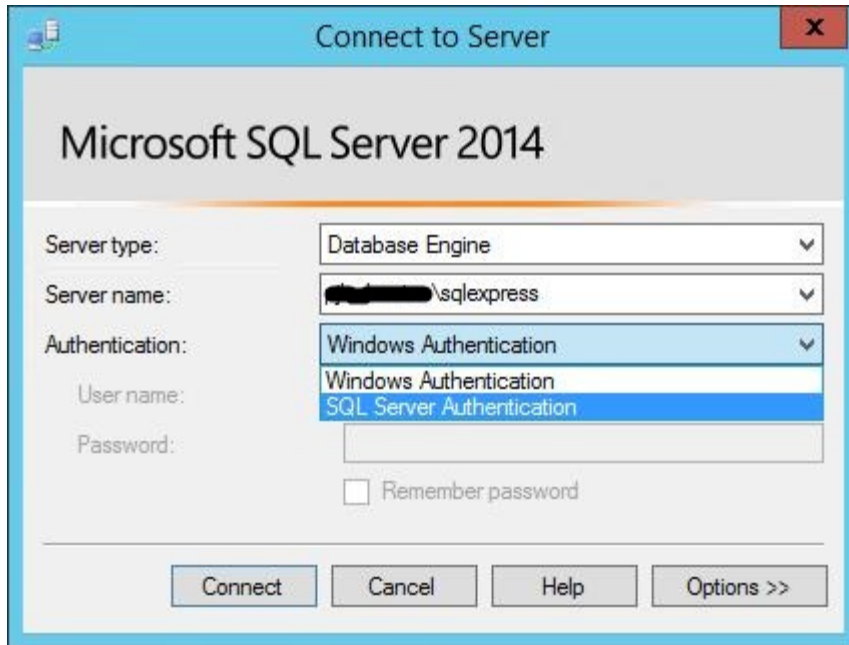 Connect to Server
x
Microsoft SQL Server 2014
Server type: Database Engine
Server name: \sqlexpress
Authentication: Windows Authentication
Windows Authentication
User name: SQL Server Authentication
Password:
Remember password
Connect Cancel Help Options >>